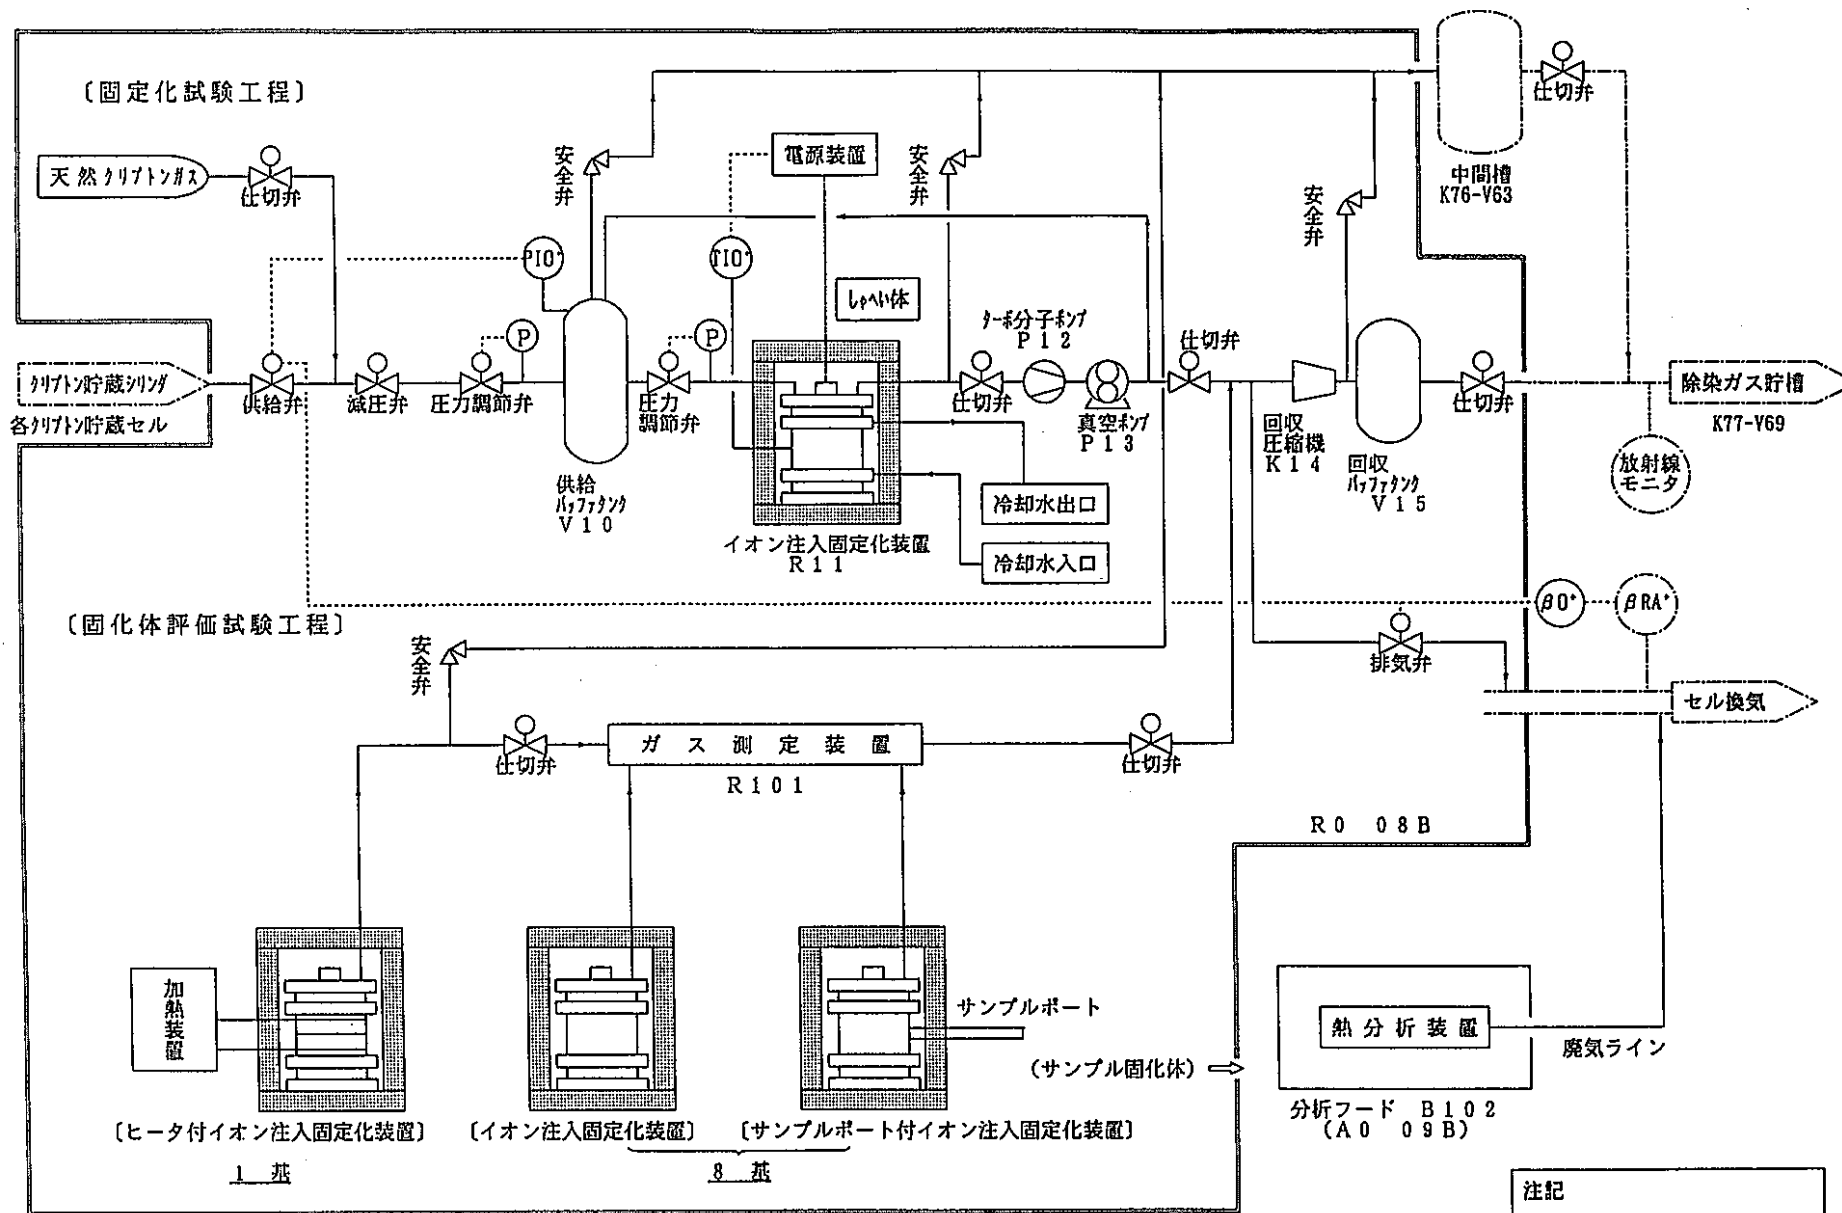 〔固定化試験工程〕
天然クリプトンガス
仕切弁
安全弁
電源装置
安全弁
安全弁
仕切弁
中間槽
K76-V63
PIO⁺
TIO⁺
しゃへい体
P
P
ターボ分子ポンプ
P12
仕切弁
クリプトン貯蔵シリンダ
各クリプトン貯蔵セル
供給弁
減圧弁
圧力調節弁
圧力
調節弁
仕切弁
真空ポンプ
P13
回収
圧縮機
K14
回収
バッファタンク
V15
仕切弁
除染ガス貯槽
K77-V69
放射線
モニタ
供給
バッファタンク
V10
イオン注入固定化装置
R11
冷却水出口
冷却水入口
〔固化体評価試験工程〕
βO⁺
βRA⁺
安全弁
排気弁
セル換気
仕切弁
ガス測定装置
R101
仕切弁
R0 08B
加熱装置
サンプルポート
(サンプル固化体)
熱分析装置
廃気ライン
分析フード B102
(A0 09B)
〔ヒータ付イオン注入固定化装置〕
〔イオン注入固定化装置〕
〔サンプルポート付イオン注入固定化装置〕
1 基
8 基
注記